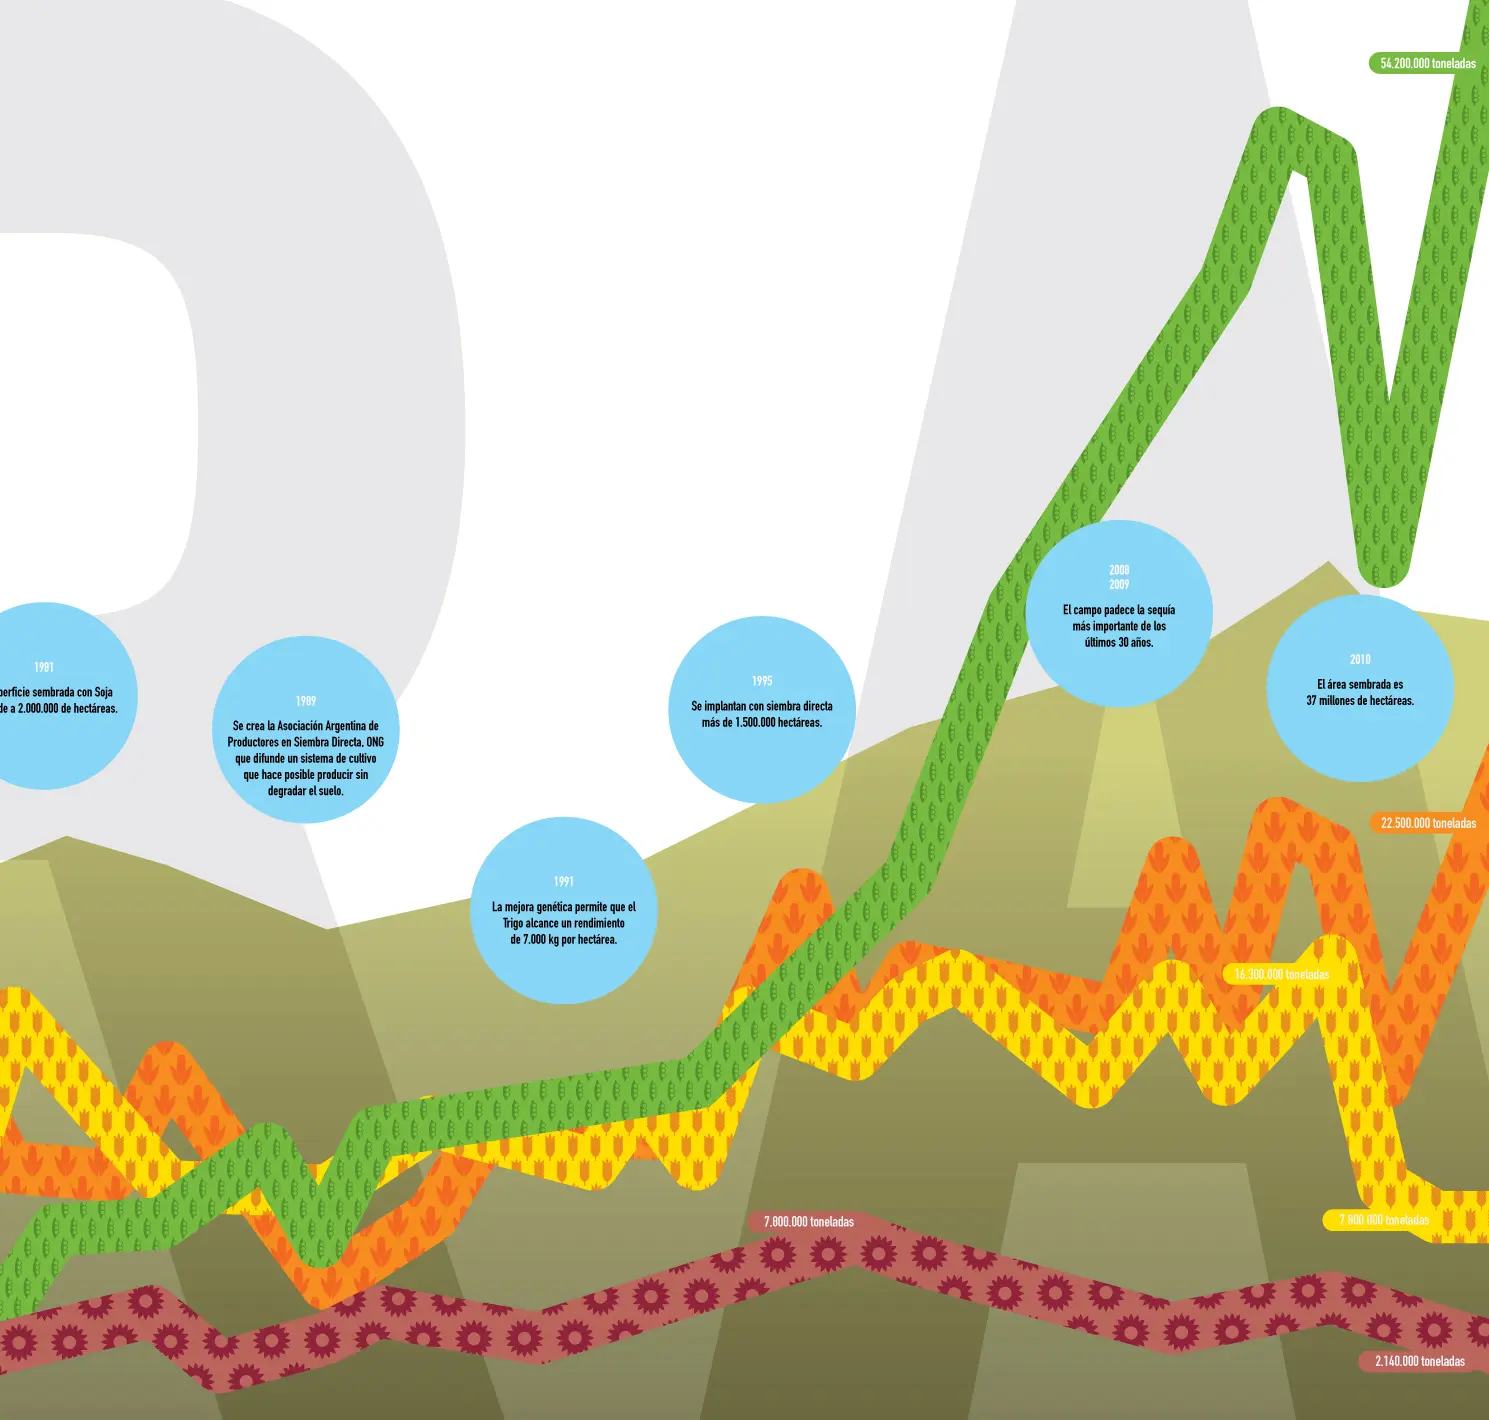 54.200.000 toneladas
2008
2009
El campo padece la sequía
más importante de los
últimos 30 años.
2010
El área sembrada es
37 millones de hectáreas.
1981
perficie sembrada con Soja
de a 2.000.000 de hectáreas.
1989
Se crea la Asociación Argentina de
Productores en Siembra Directa, ONG
que difunde un sistema de cultivo
que hace posible producir sin
degradar el suelo.
1995
Se implantan con siembra directa
más de 1.500.000 hectáreas.
1991
La mejora genética permite que el
Trigo alcance un rendimiento
de 7.000 kg por hectárea.
22.500.000 toneladas
16.300.000 toneladas
7.800.000 toneladas
7 800 000 toneladas
2.140.000 toneladas